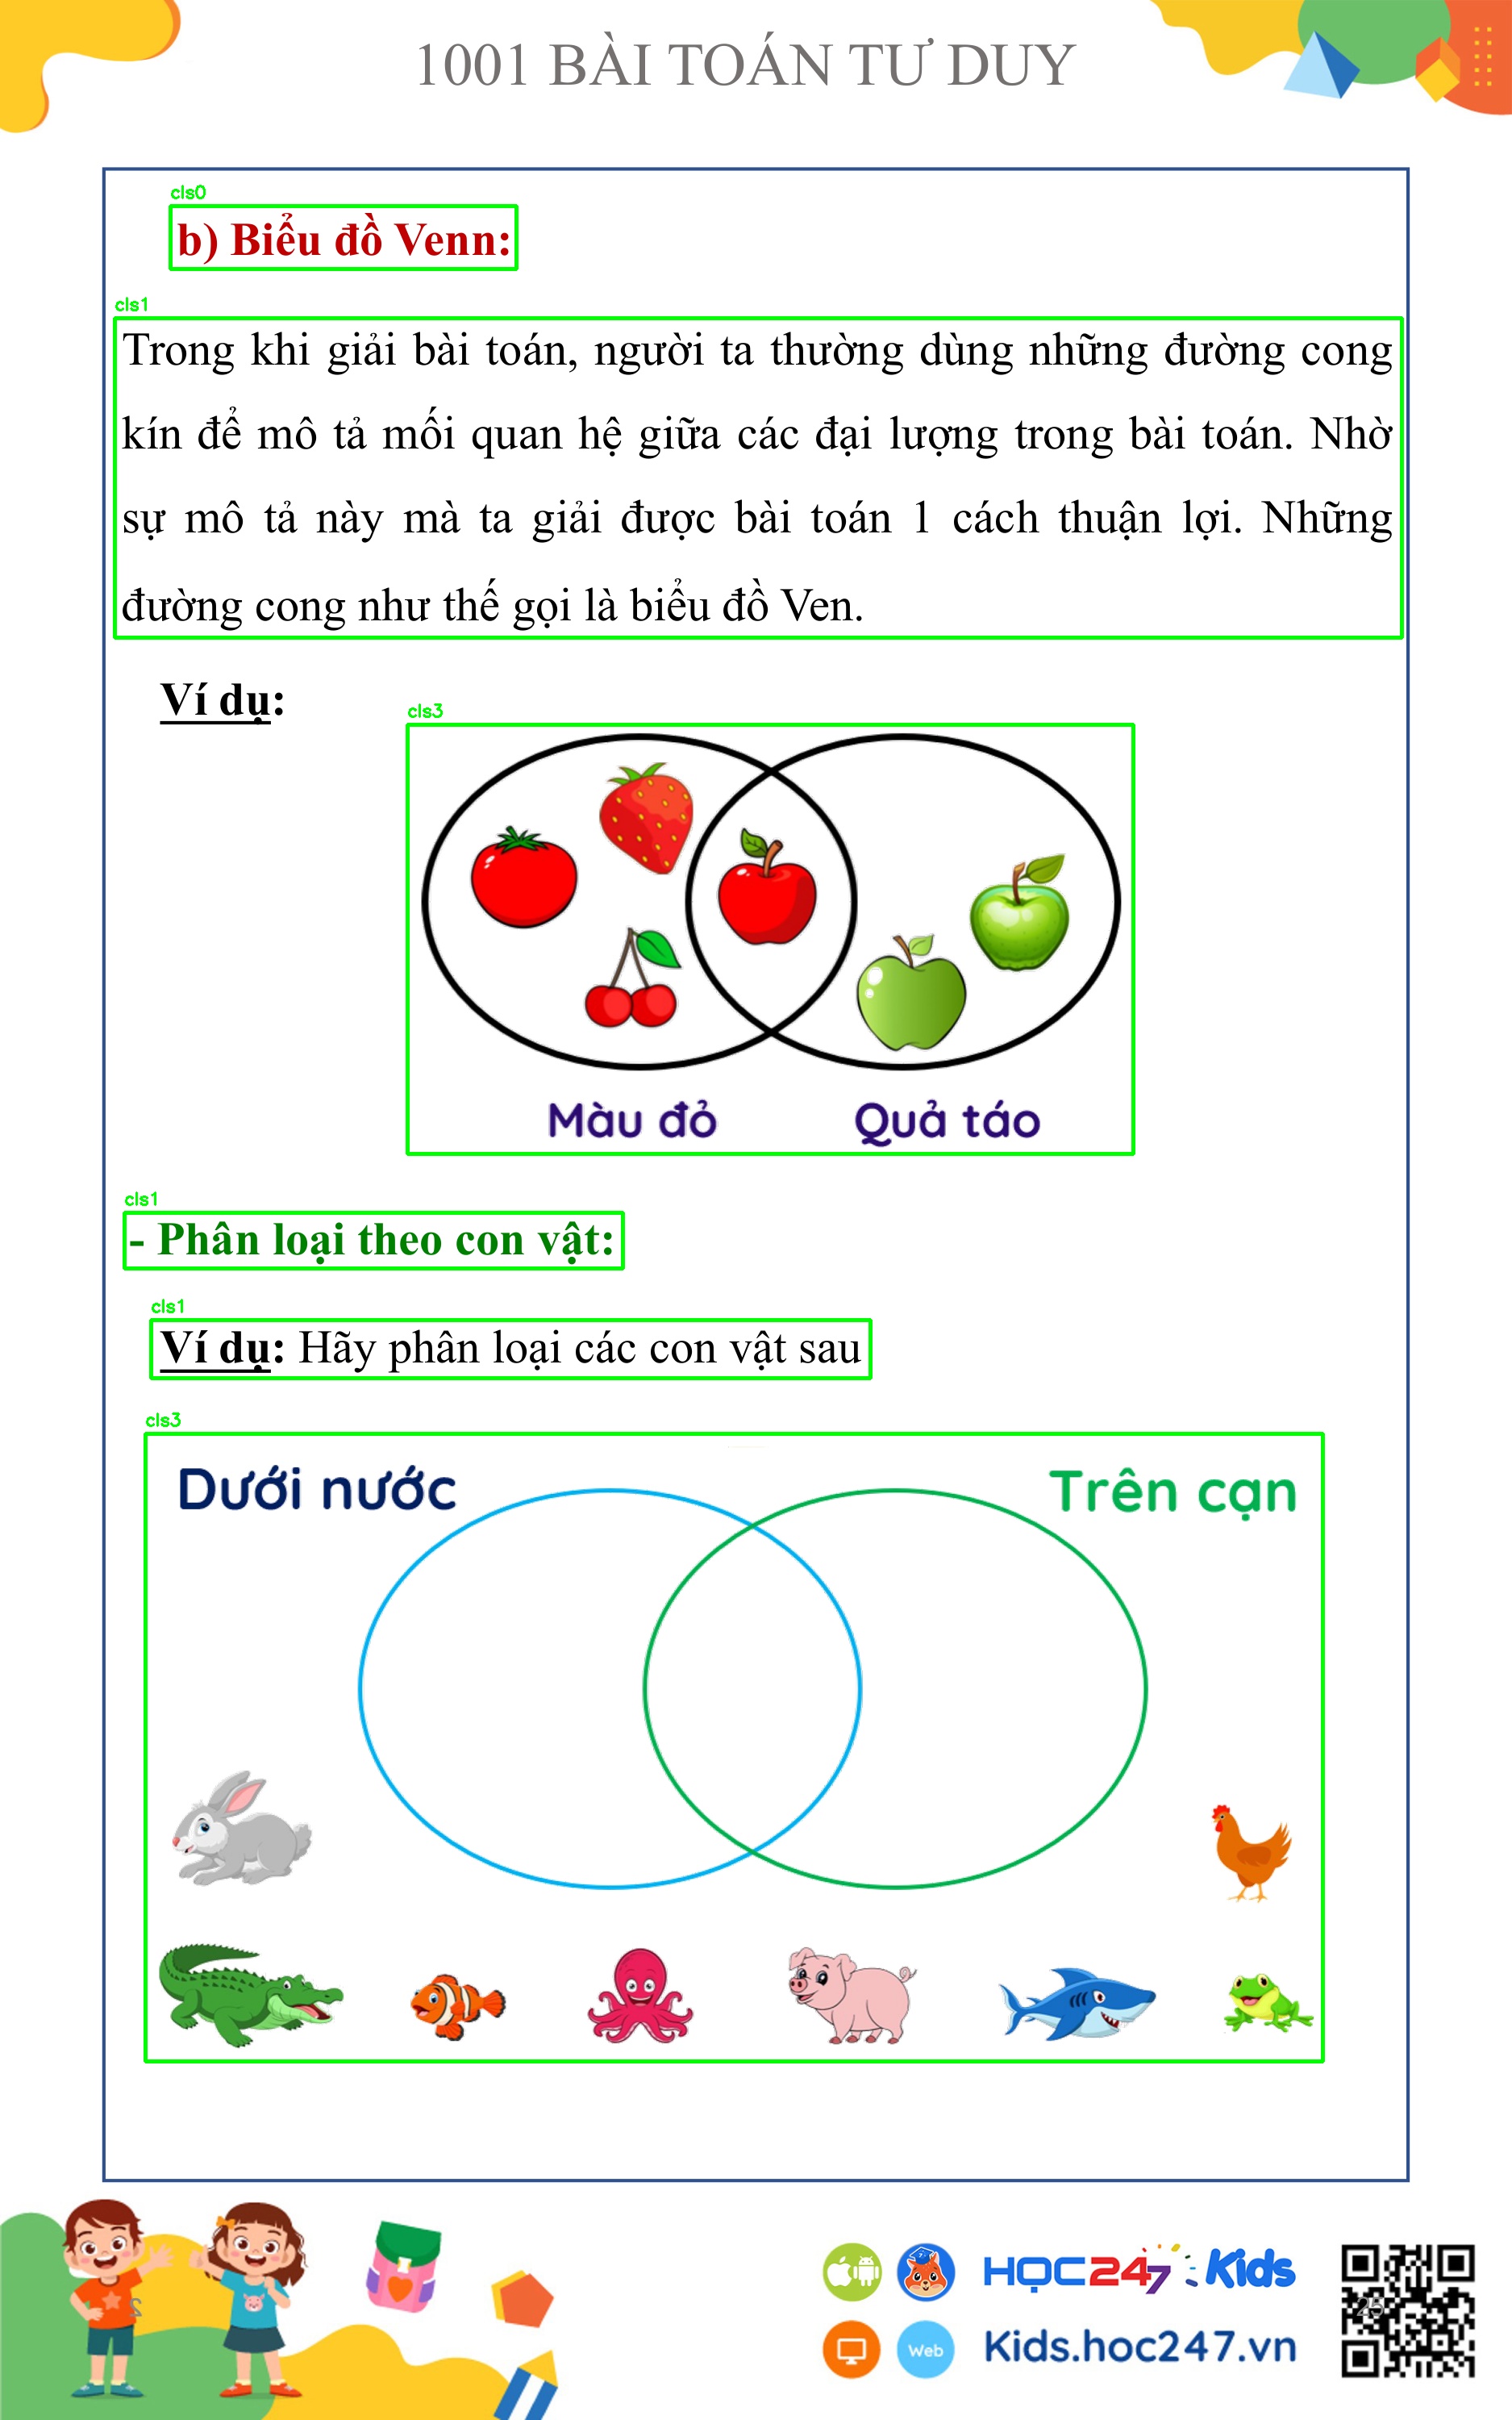 1001 BÀI TOÁN TƯ DUY
cls0
b) Biểu đồ Venn:
cls1
Trong khi giải bài toán, người ta thường dùng những đường cong
kín để mô tả mối quan hệ giữa các đại lượng trong bài toán. Nhờ
sự mô tả này mà ta giải được bài toán 1 cách thuận lợi. Những
đường cong như thế gọi là biểu đồ Ven.
Ví dụ:
cls3
Màu đỏ
Quả táo
cls1
- Phân loại theo con vật:
cls1
Ví dụ: Hãy phân loại các con vật sau
cls3
Dưới nước
Trên cạn
HỌC247 Kids
2
25
Web
Kids.hoc247.vn